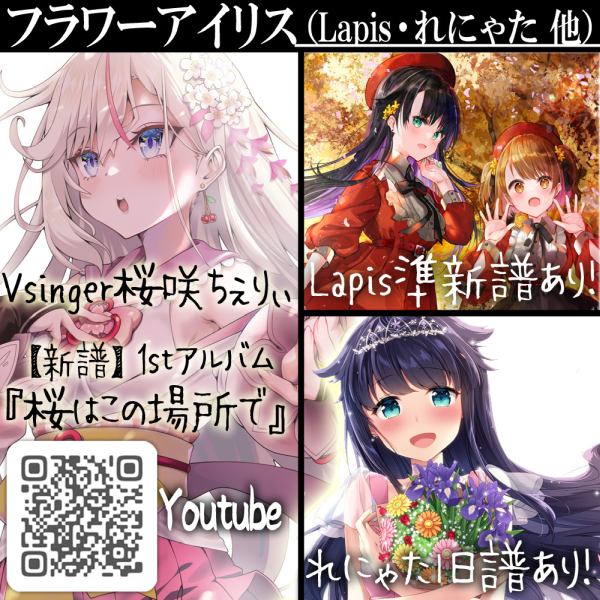 フラワーアイリス(Lapis・れにゃた 他)
Vsinger桜咲ちぇりぃ
【新譜】1stアルバム
『桜はこの場所で』
Youtube
Lapis準新譜あり!
れにゃた旧譜あり!